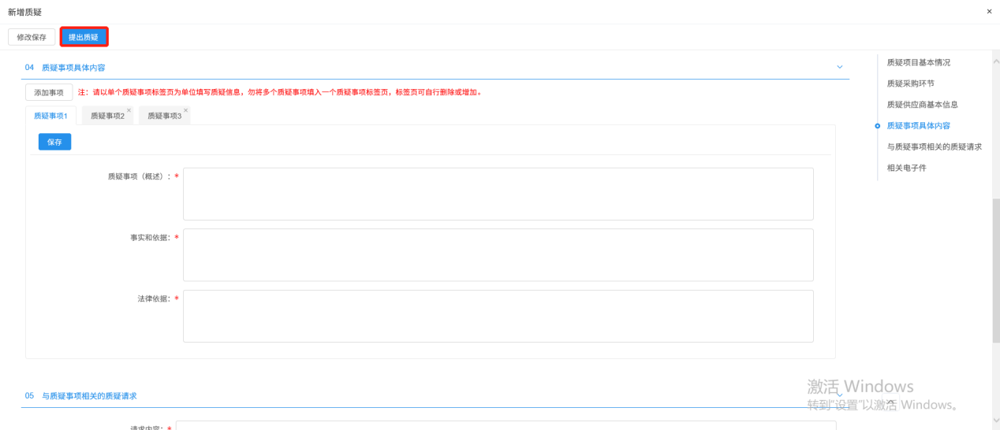 新增质疑
×
修改保存 提出质疑
04 质疑事项具体内容
添加事项 注：请以单个质疑事项标签页为单位填写质疑信息，勿将多个质疑事项填入一个质疑事项标签页，标签页可自行删除或增加。
质疑事项1 质疑事项2 × 质疑事项3 ×
保存
质疑事项（概述）：*
事实和依据：*
法律依据：*
05 与质疑事项相关的质疑请求
请求内容：*
质疑项目基本情况
质疑采购环节
质疑供应商基本信息
质疑事项具体内容
与质疑事项相关的质疑请求
相关电子件
激活 Windows
转到"设置"以激活 Windows。